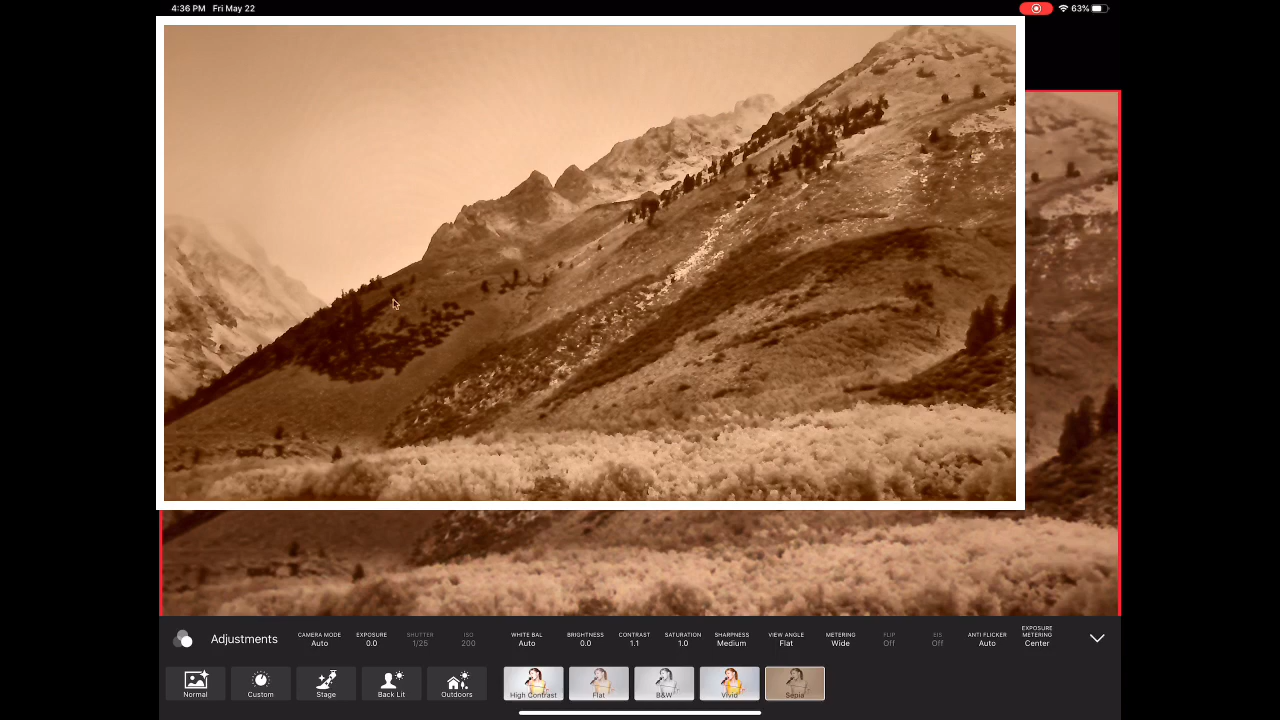 4:36 PM Fri May 22
63%
Adjustments
CAMERA MODE
Auto
EXPOSURE
0.0
SHUTTER
1/25
ISO
200
WHITE BAL
Auto
BRIGHTNESS
0.0
CONTRAST
1.1
SATURATION
1.0
SHARPNESS
Medium
VIEW ANGLE
Flat
METERING
Wide
FLIP
Off
EIS
Off
ANTI FLICKER
Auto
EXPOSURE
METERING
Center
Normal
Custom
Stage
Back Lit
Outdoors
High Contrast
Flat
B&W
Vivid
Sepia